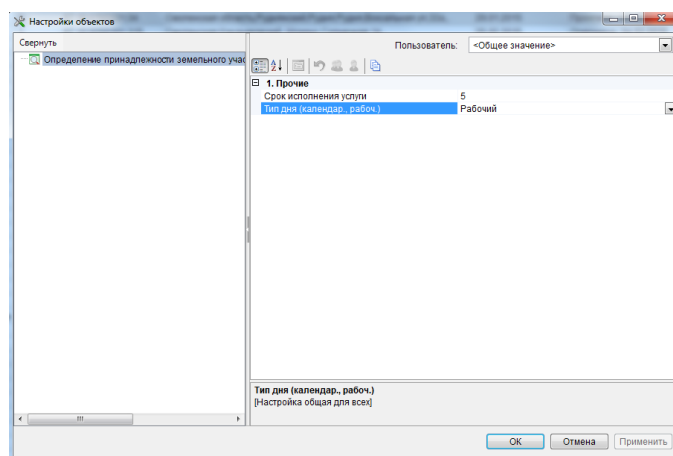 Настройки объектов
Свернуть
Пользователь: <Общее значение>
Определение принадлежности земельного учас
1. Прочие
Срок исполнения услуги 5
Тип дня (календар., рабоч.) Рабочий
Тип дня (календар., рабоч.)
[Настройка общая для всех]
ОК Отмена Применить